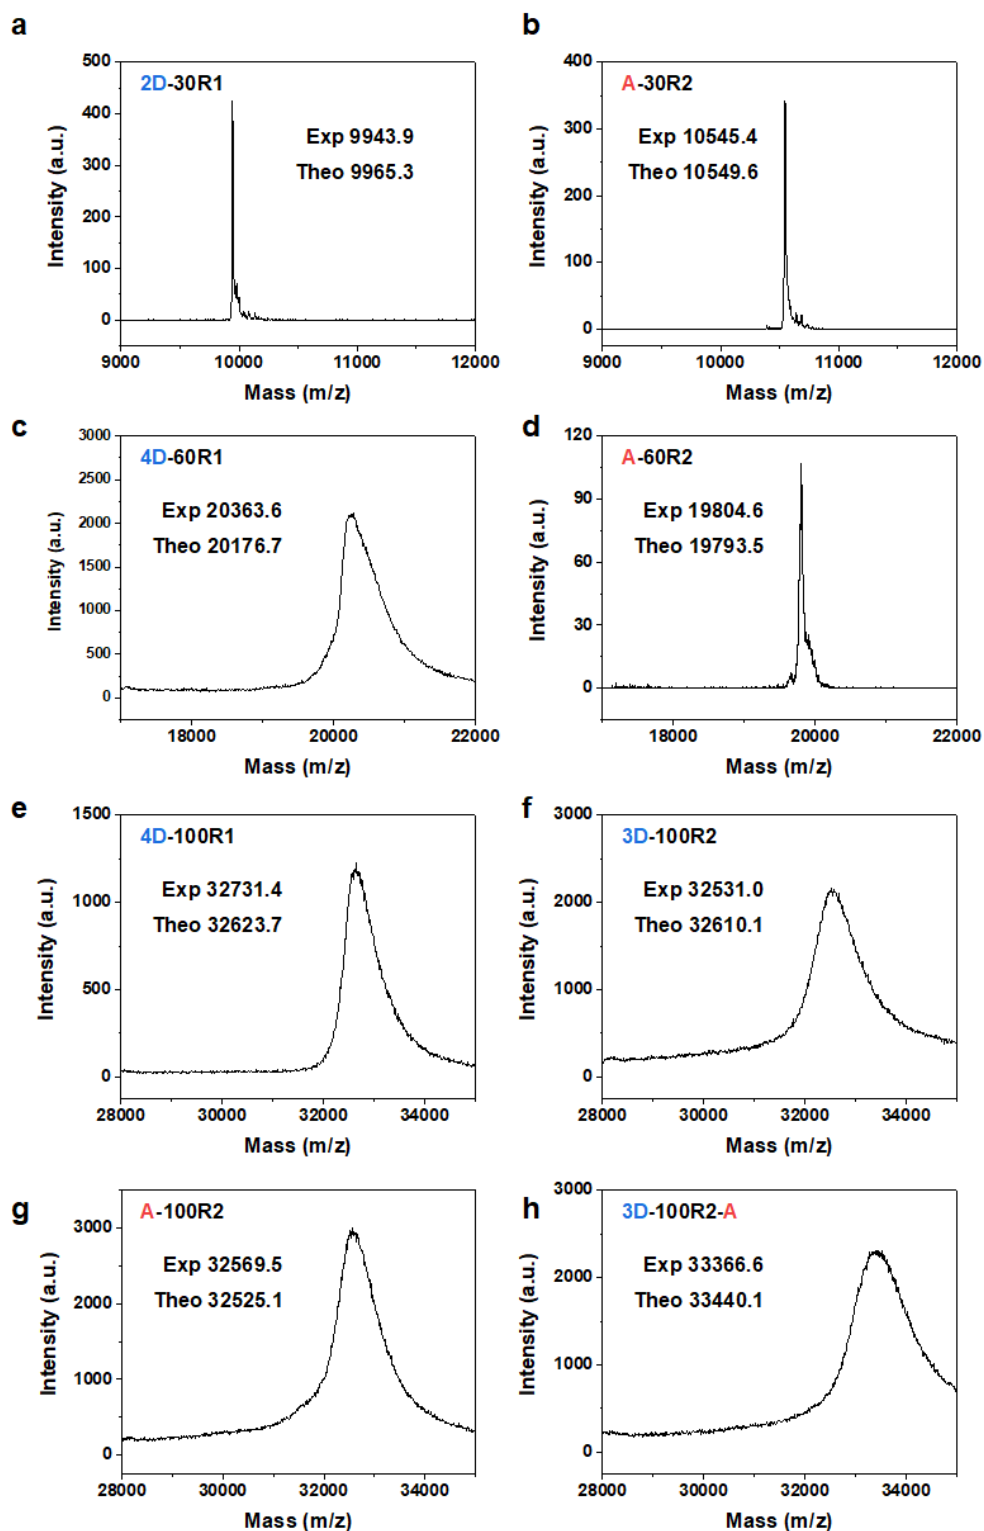 a
2D-30R1
Exp 9943.9
Theo 9965.3
500
400
300
200
100
0
Intensity (a.u.)
9000
10000
11000
12000
Mass (m/z)
b
A-30R2
Exp 10545.4
Theo 10549.6
400
300
200
100
0
Intensity (a.u.)
9000
10000
11000
12000
Mass (m/z)
c
4D-60R1
Exp 20363.6
Theo 20176.7
3000
2500
2000
1500
1000
500
0
Intensity (a.u.)
18000
20000
22000
Mass (m/z)
d
A-60R2
Exp 19804.6
Theo 19793.5
120
90
60
30
0
Intensity (a.u.)
18000
20000
22000
Mass (m/z)
e
4D-100R1
Exp 32731.4
Theo 32623.7
1500
1000
500
0
Intensity (a.u.)
28000
30000
32000
34000
Mass (m/z)
f
3D-100R2
Exp 32531.0
Theo 32610.1
3000
2000
1000
0
Intensity (a.u.)
28000
30000
32000
34000
Mass (m/z)
g
A-100R2
Exp 32569.5
Theo 32525.1
3000
2000
1000
0
Intensity (a.u.)
28000
30000
32000
34000
Mass (m/z)
h
3D-100R2-A
Exp 33366.6
Theo 33440.1
3000
2000
1000
0
Intensity (a.u.)
28000
30000
32000
34000
Mass (m/z)